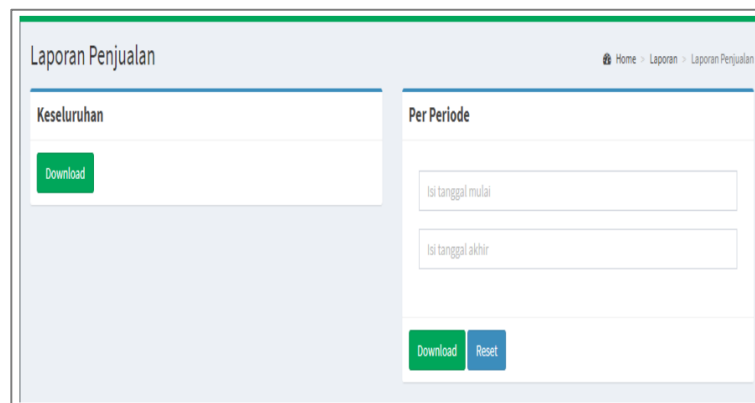 Laporan Penjualan
Home > Laporan > Laporan Penjualan
Keseluruhan
Download
Per Periode
Isi tanggal mulai
Isi tanggal akhir
Download Reset